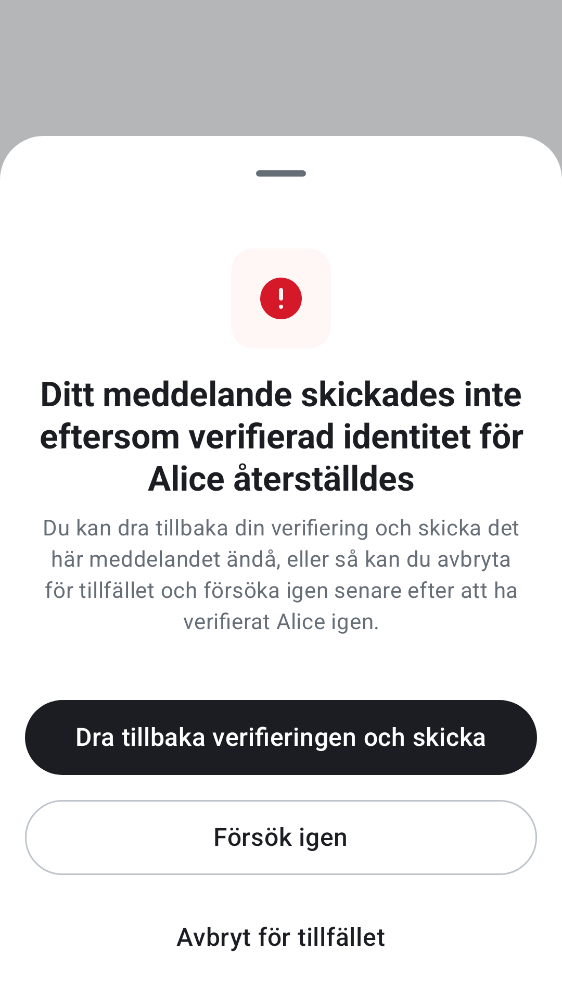 Ditt meddelande skickades inte
eftersom verifierad identitet för
Alice återställdes
Du kan dra tillbaka din verifiering och skicka det
här meddelandet ändå, eller så kan du avbryta
för tillfället och försöka igen senare efter att ha
verifierat Alice igen.
Dra tillbaka verifieringen och skicka
Försök igen
Avbryt för tillfället